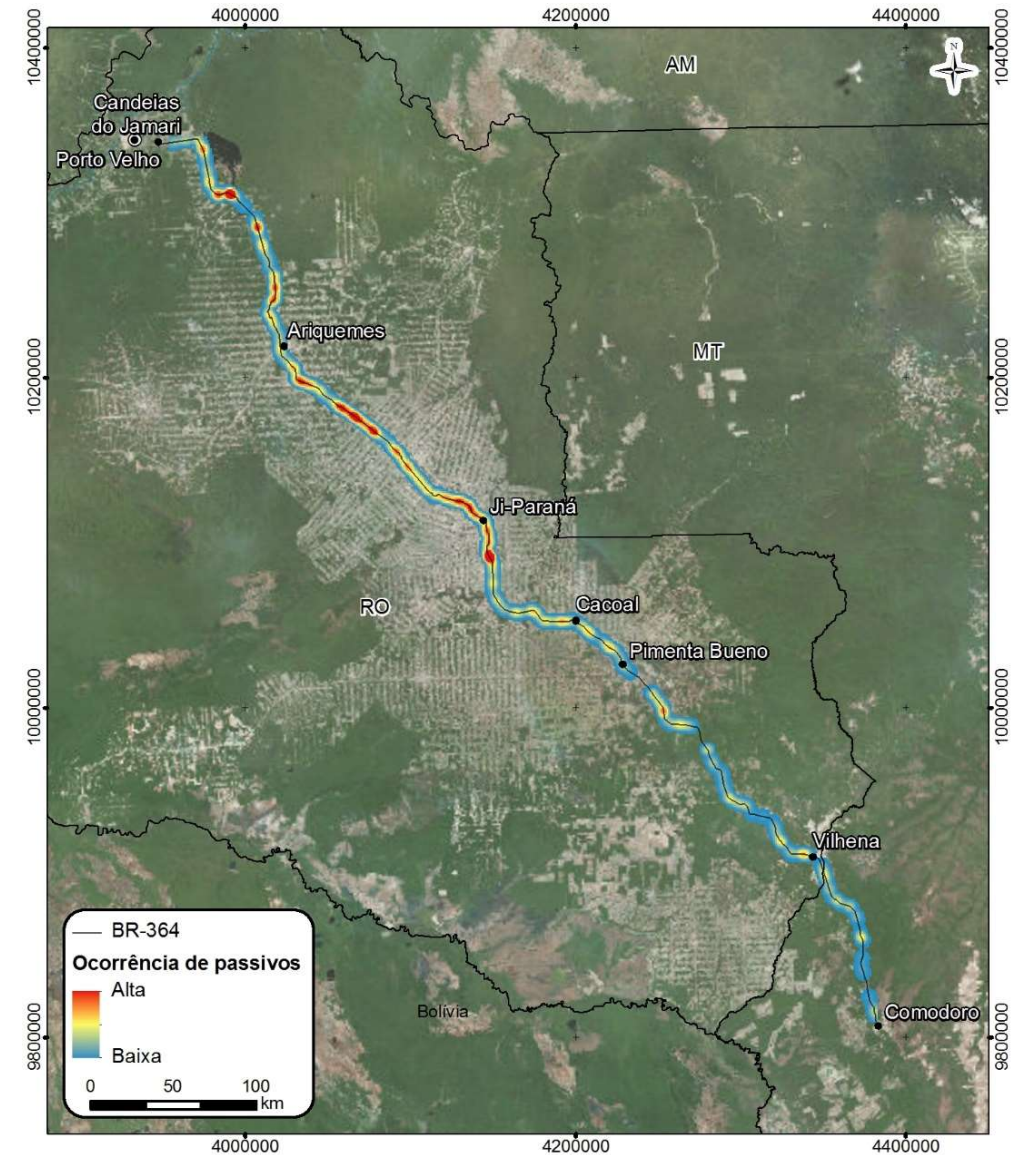 4000000
4200000
4400000
10400000
10400000
N
AM
Candeias
do Jamari
Porto Velho
Ariquemes
MT
10200000
10200000
Ji-Paraná
RO
Cacoal
Pimenta Bueno
10000000
10000000
Vilhena
BR-364
Ocorrência de passivos
Alta
Baixa
0 50 100
km
Bolívia
Comodoro
9800000
9800000
4000000
4200000
4400000